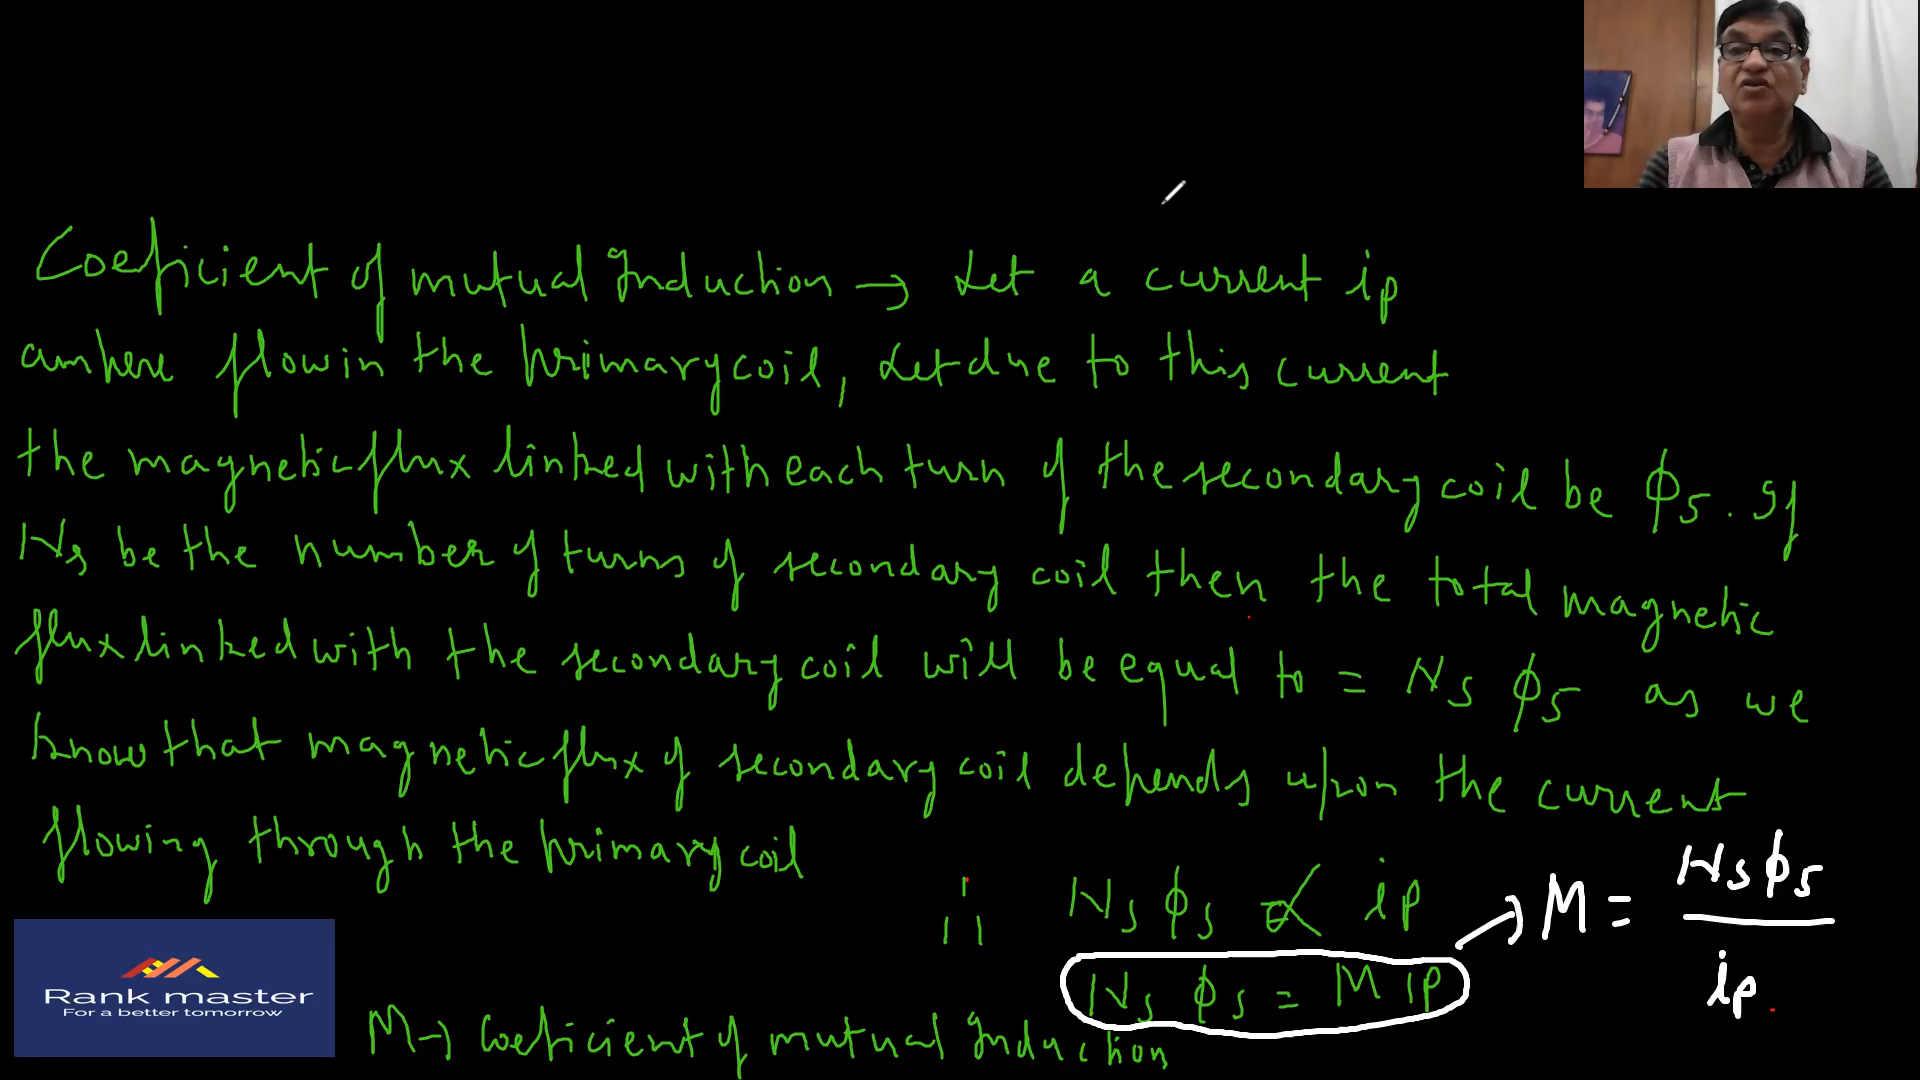 Coeficient of mutual Induction → Let a current ip
ampere flow in the primary coil, Let due to this current
the magnetic flux linked with each turn of the secondary coil be ϕs. If
Ns be the number of turns of secondary coil then the total magnetic
flux linked with the secondary coil will be equal to = Ns ϕs as we
know that magnetic flux of secondary coil depends upon the current
flowing through the primary coil
∴ Ns ϕs ∝ ip
Ns ϕs = M ip → M = Nsϕs / ip
M → Coeficient of mutual Induction
Rank master
For a better tomorrow